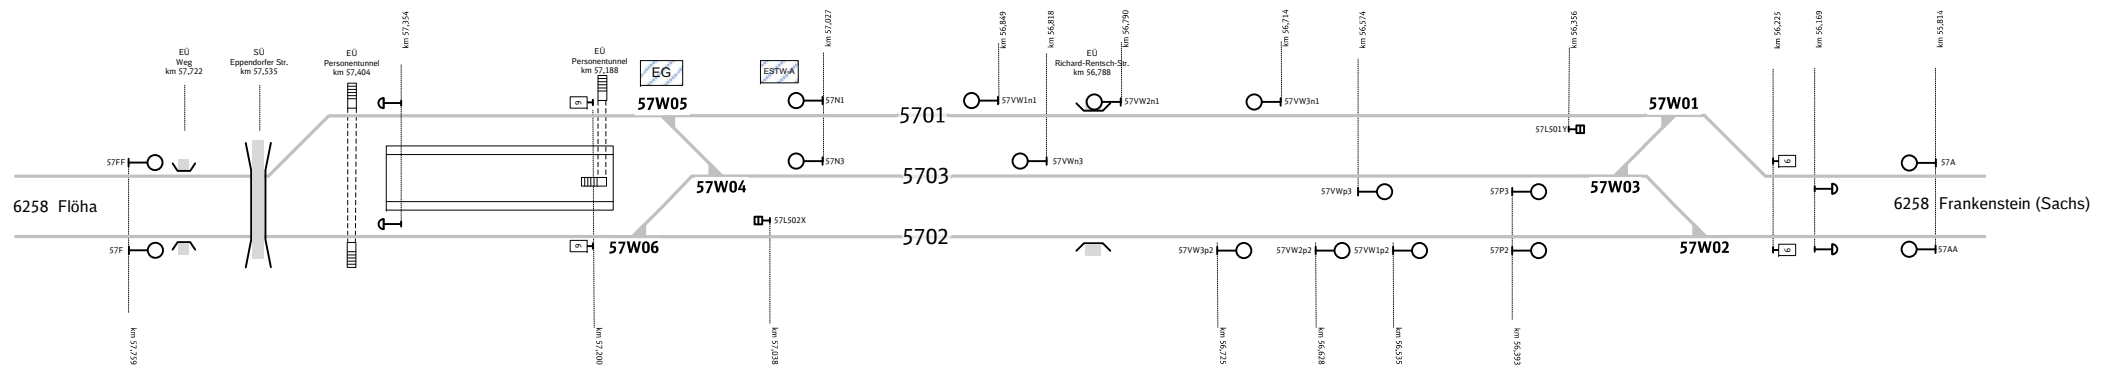 km 57,354
km 57,027
km 56,849
km 56,818
km 56,790
km 56,714
km 56,574
km 56,356
km 56,225
km 56,169
km 55,814
EÜ
Weg
km 57,722
SÜ
Eppendorfer Str.
km 57,535
EÜ
Personentunnel
km 57,404
EÜ
Personentunnel
km 57,188
EG
ESTW-A
EÜ
Richard-Rentsch-Str.
km 56,788
9
57W05
57N1
57VW1n1
57VW2n1
57VW3n1
57W01
5701
57L501Y
57FF
57N3
57VWn3
9
57A
57W04
5703
57VWp3
57P3
57W03
6258 Flöha
6258 Frankenstein (Sachs)
57L502X
57F
9
57W06
5702
57VW3p2
57VW2p2
57VW1p2
57P2
57W02
9
57AA
km 57,759
km 57,200
km 57,038
km 56,725
km 56,628
km 56,535
km 56,393